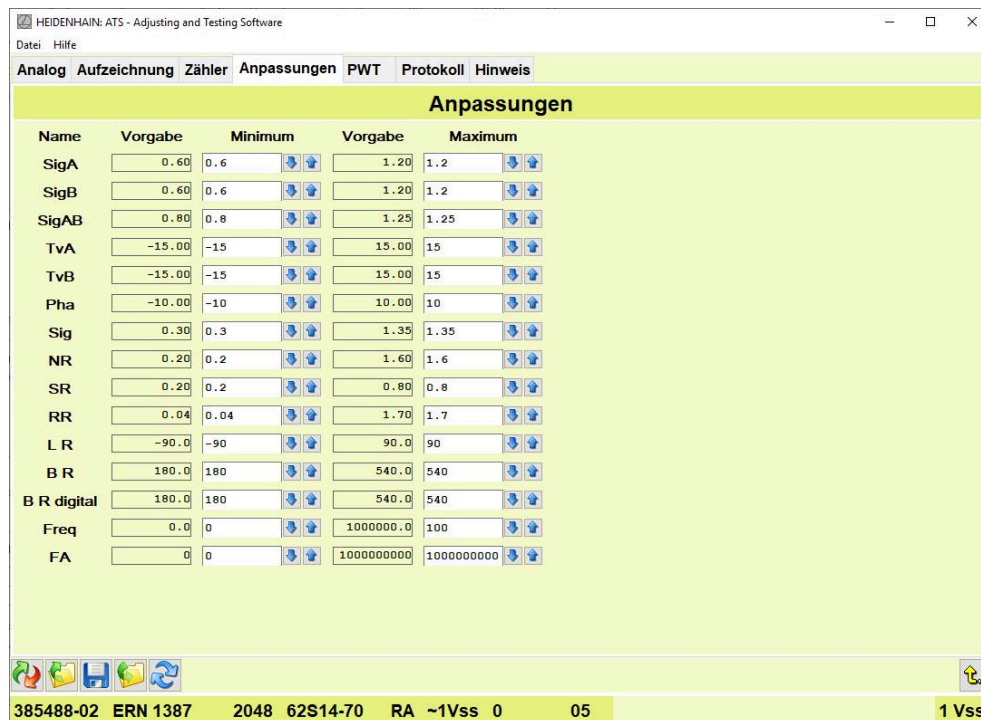 HEIDENHAIN: ATS - Adjusting and Testing Software
Datei Hilfe
Analog Aufzeichnung Zähler Anpassungen PWT Protokoll Hinweis
Anpassungen
Name Vorgabe Minimum Vorgabe Maximum
SigA 0.60 0.6 1.20 1.2
SigB 0.60 0.6 1.20 1.2
SigAB 0.80 0.8 1.25 1.25
TvA -15.00 -15 15.00 15
TvB -15.00 -15 15.00 15
Pha -10.00 -10 10.00 10
Sig 0.30 0.3 1.35 1.35
NR 0.20 0.2 1.60 1.6
SR 0.20 0.2 0.80 0.8
RR 0.04 0.04 1.70 1.7
L R -90.0 -90 90.0 90
B R 180.0 180 540.0 540
B R digital 180.0 180 540.0 540
Freq 0.0 0 1000000.0 100
FA 0 0 1000000000 1000000000
385488-02 ERN 1387 2048 62S14-70 RA ~1Vss 0 05 1 Vss